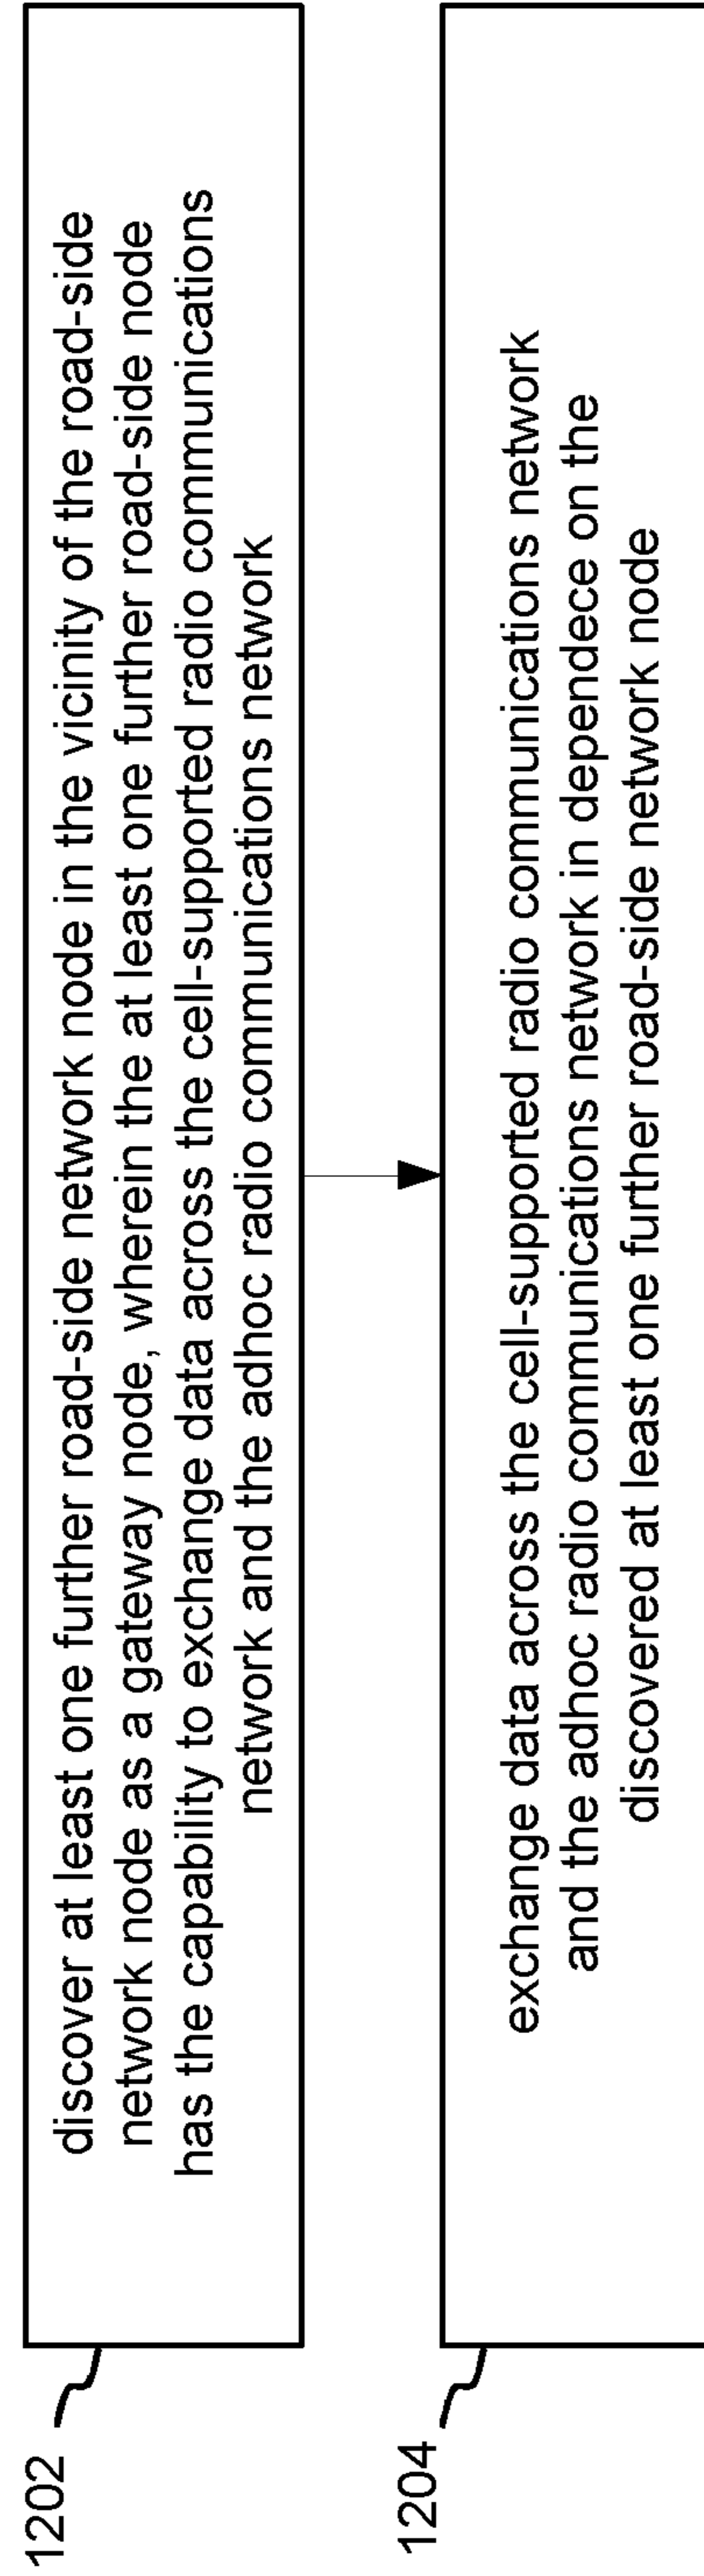 1202
discover at least one further road-side network node in the vicinity of the road-side
network node as a gateway node, wherein the at least one further road-side node
has the capability to exchange data across the cell-supported radio communications
network and the adhoc radio communications network
1204
exchange data across the cell-supported radio communications network
and the adhoc radio communications network in dependece on the
discovered at least one further road-side network node